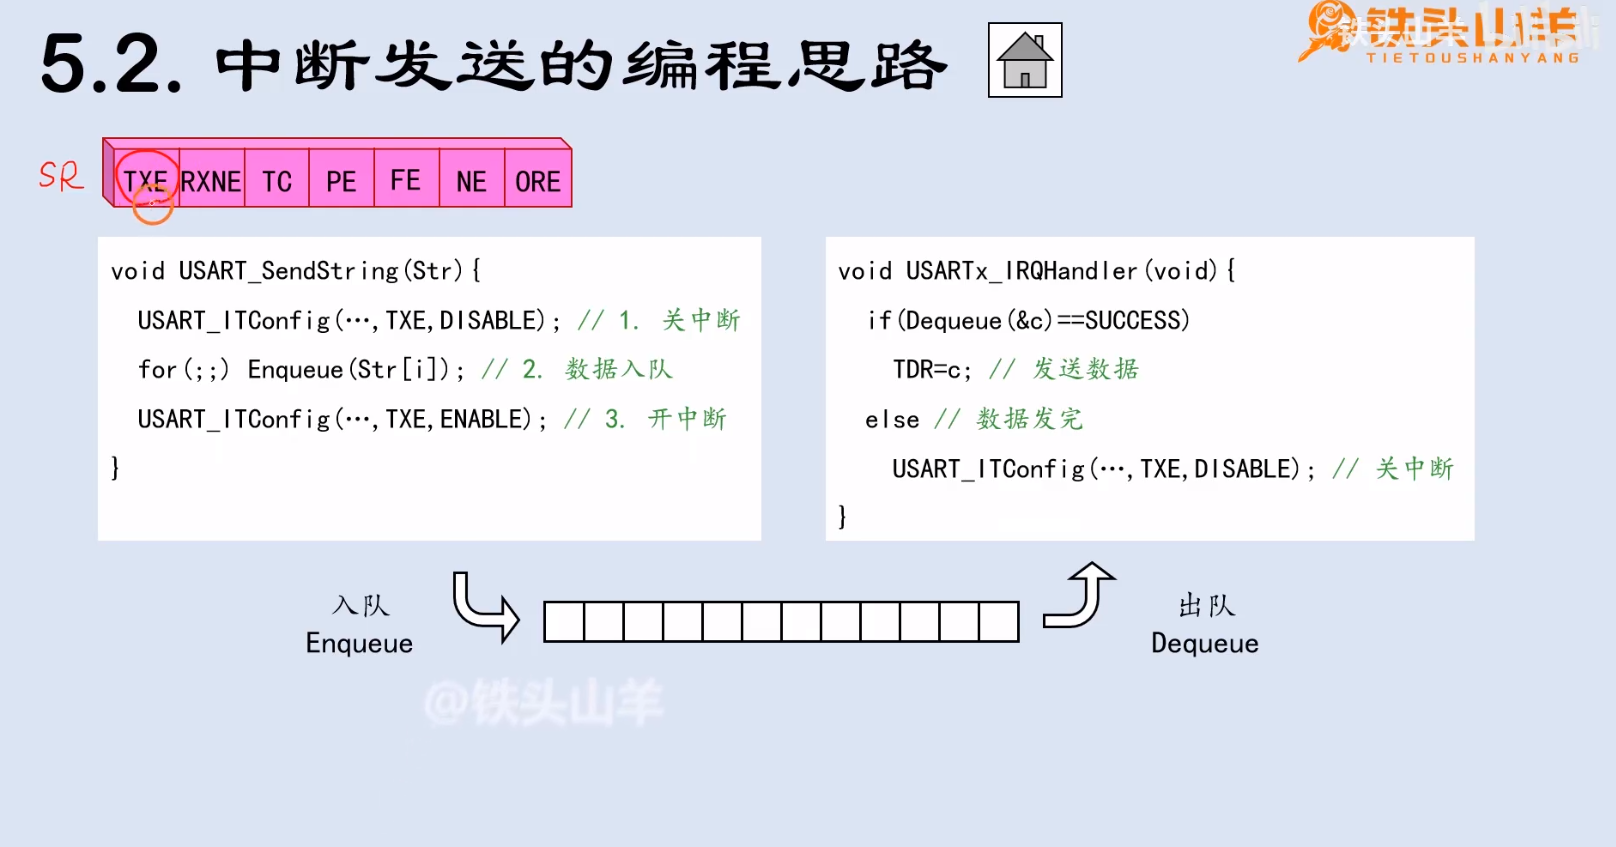 5.2. 中断发送的编程思路
铁头山羊
TIETOUSHANYANG
SR
TXE RXNE TC PE FE NE ORE
void USART_SendString(Str){
USART_ITConfig(…,TXE,DISABLE); // 1. 关中断
for(;;) Enqueue(Str[i]); // 2. 数据入队
USART_ITConfig(…,TXE,ENABLE); // 3. 开中断
}
void USARTx_IRQHandler(void){
if(Dequeue(&c)==SUCCESS)
TDR=c; // 发送数据
else // 数据发完
USART_ITConfig(…,TXE,DISABLE); // 关中断
}
入队
Enqueue
出队
Dequeue
@铁头山羊